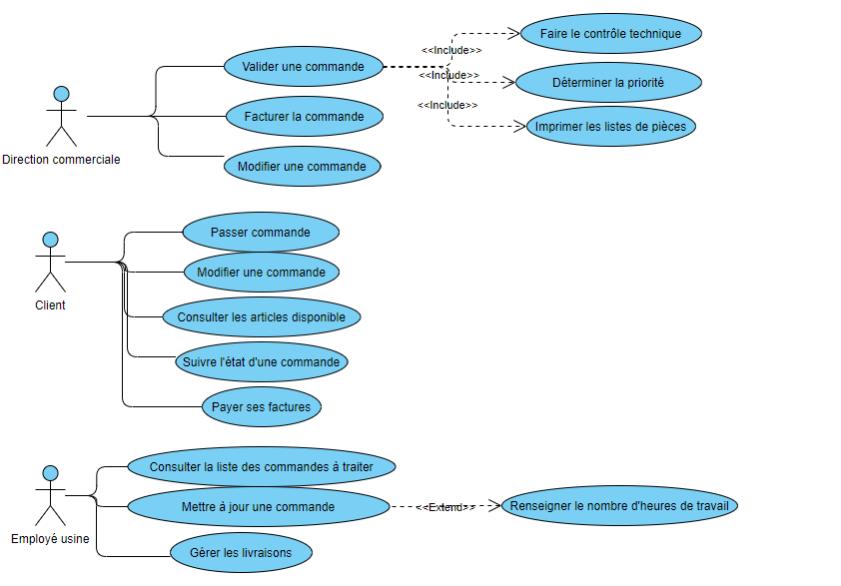 Faire le contrôle technique
<<Include>>
Valider une commande
<<Include>>
Déterminer la priorité
<<Include>>
Facturer la commande
Imprimer les listes de pièces
Direction commerciale
Modifier une commande
Passer commande
Modifier une commande
Client
Consulter les articles disponible
Suivre l'état d'une commande
Payer ses factures
Consulter la liste des commandes à traiter
Mettre à jour une commande
<<Extend>>
Renseigner le nombre d'heures de travail
Employé usine
Gérer les livraisons